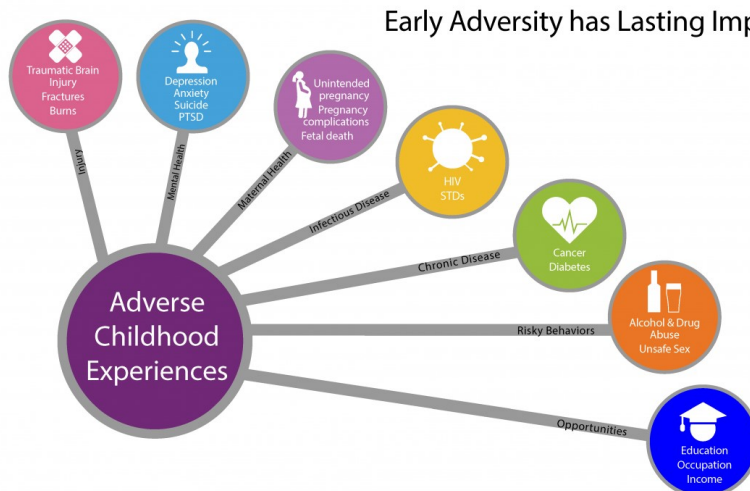 Early Adversity has Lasting Imp
Traumatic Brain
Injury
Fractures
Burns
Injury
Depression
Anxiety
Suicide
PTSD
Mental Health
Unintended
pregnancy
Pregnancy
complications
Fetal death
Maternal Health
HIV
STDs
Infectious Disease
Cancer
Diabetes
Chronic Disease
Alcohol & Drug
Abuse
Unsafe Sex
Risky Behaviors
Education
Occupation
Income
Opportunities
Adverse
Childhood
Experiences